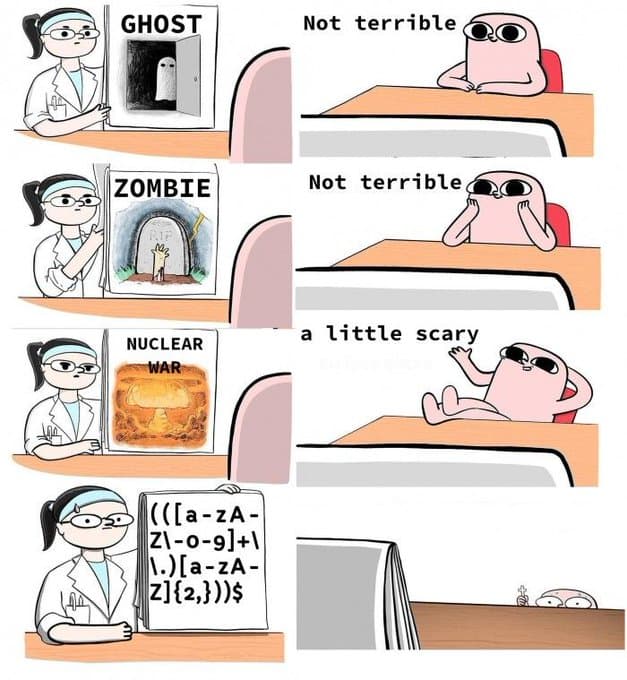 GHOST
Not terrible
ZOMBIE
RIP
Not terrible
NUCLEAR
WAR
a little scary
(([a-zA-
Z\-0-9]+\
\.)[a-zA-
Z]{2,}))$